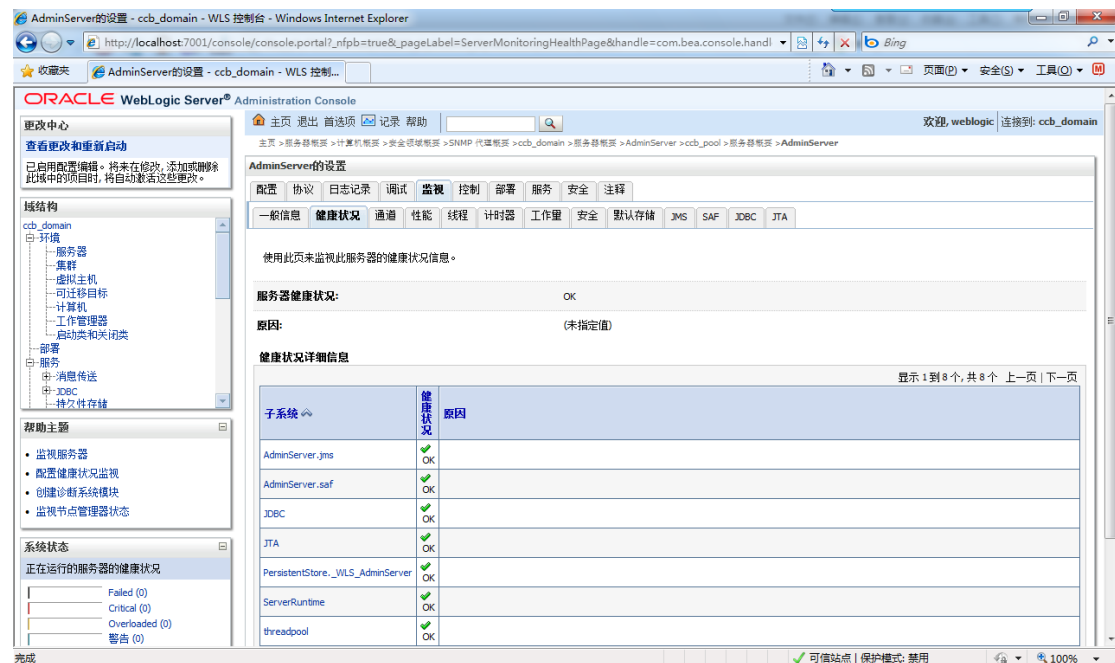 AdminServer的设置 - ccb_domain - WLS 控制台 - Windows Internet Explorer
http://localhost:7001/console/console.portal?_nfpb=true&_pageLabel=ServerMonitoringHealthPage&handle=com.bea.console.handl
Bing
收藏夹
AdminServer的设置 - ccb_domain - WLS 控制...
页面(P) 安全(S) 工具(O)
ORACLE WebLogic Server® Administration Console
更改中心
查看更改和重新启动
已启用配置编辑。将来在修改, 添加或删除
此域中的项目时, 将自动激活这些更改。
域结构
ccb_domain
环境
服务器
集群
虚拟主机
可迁移目标
计算机
工作管理器
启动类和关闭类
部署
服务
消息传送
JDBC
持久性存储
帮助主题
监视服务器
配置健康状况监视
创建诊断系统模块
监视节点管理器状态
系统状态
正在运行的服务器的健康状况
Failed (0)
Critical (0)
Overloaded (0)
警告 (0)
主页 退出 首选项 记录 帮助
欢迎, weblogic 连接到: ccb_domain
主页 >服务器概要 >计算机概要 >安全领域概要 >SNMP 代理概要 >ccb_domain >服务器概要 >AdminServer >ccb_pool >服务器概要 >AdminServer
AdminServer的设置
配置 协议 日志记录 调试 监视 控制 部署 服务 安全 注释
一般信息 健康状况 通道 性能 线程 计时器 工作量 安全 默认存储 JMS SAF JDBC JTA
使用此页来监视此服务器的健康状况信息。
服务器健康状况: OK
原因: (未指定值)
健康状况详细信息
显示 1 到 8 个, 共 8 个 上一页 | 下一页
子系统 健康状况 原因
AdminServer.jms OK
AdminServer.saf OK
JDBC OK
JTA OK
PersistentStore._WLS_AdminServer OK
ServerRuntime OK
threadpool OK
完成
可信站点 | 保护模式: 禁用
100%